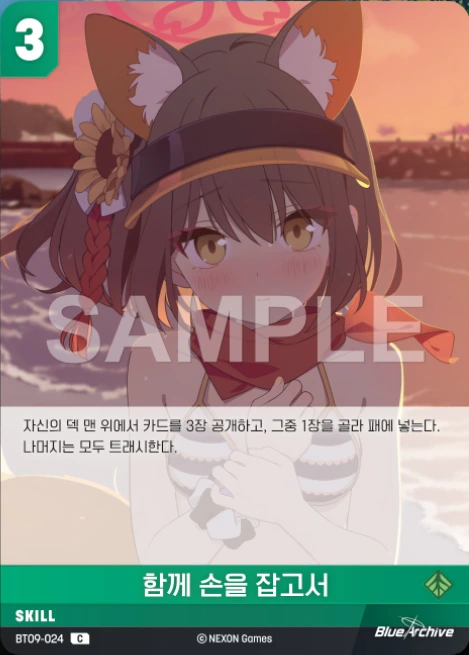 3
SAMPLE
자신의 덱 맨 위에서 카드를 3장 공개하고, 그중 1장을 골라 패에 넣는다.
나머지는 모두 트래시한다.
함께 손을 잡고서
SKILL
BT09-024 C
© NEXON Games
Blue Archive